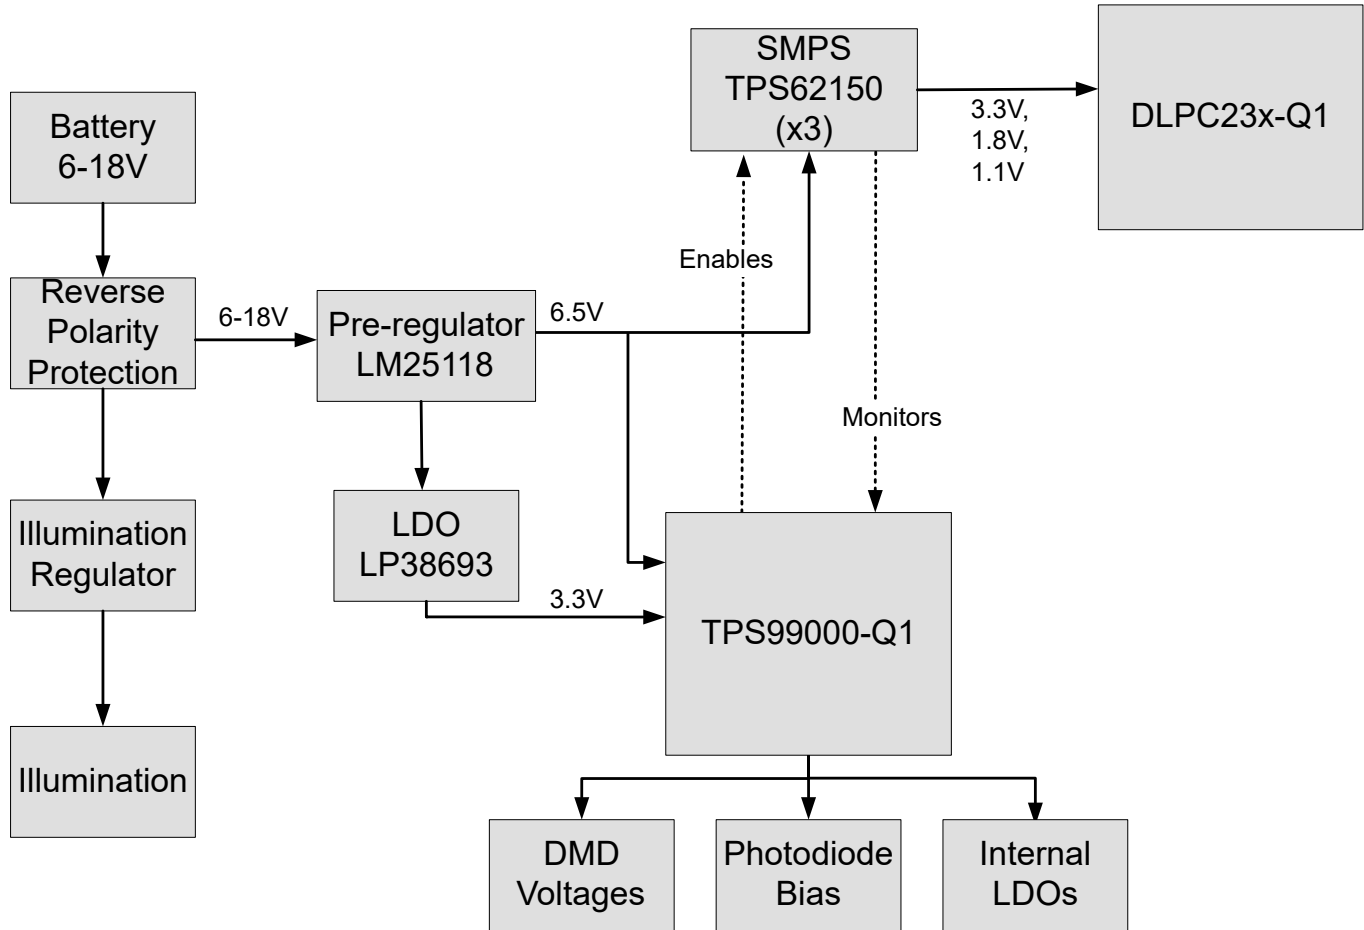 SMPS
TPS62150
(x3)
DLPC23x-Q1
3.3V,
1.8V,
1.1V
Battery
6-18V
Enables
Reverse
Polarity
Protection
6-18V
Pre-regulator
LM25118
6.5V
Monitors
Illumination
Regulator
LDO
LP38693
3.3V
TPS99000-Q1
Illumination
DMD
Voltages
Photodiode
Bias
Internal
LDOs